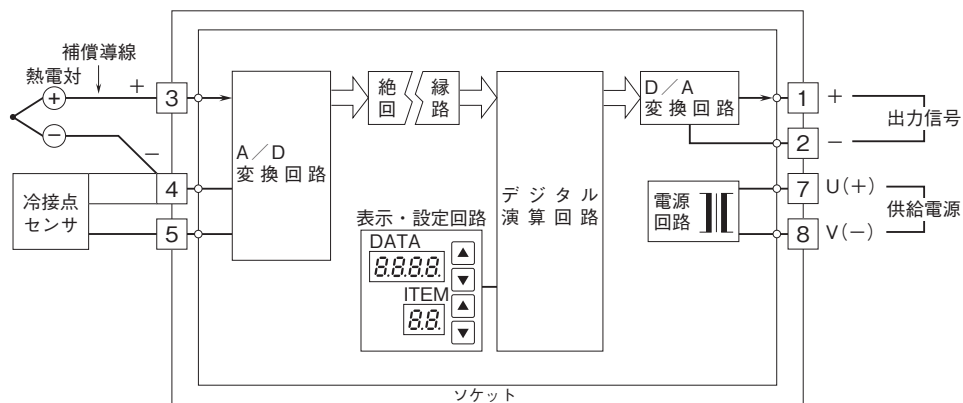 補償導線
熱電対
+
+
−
−
3
4
5
冷接点
センサ
A/D
変換回路
絶縁
回路
デジタル
演算回路
表示・設定回路
DATA
8.8.8.8.
ITEM
8.8.
▲
▼
▲
▼
D/A
変換回路
電源
回路
1
+
2
−
出力信号
7
U(+)
8
V(−)
供給電源
ソケット